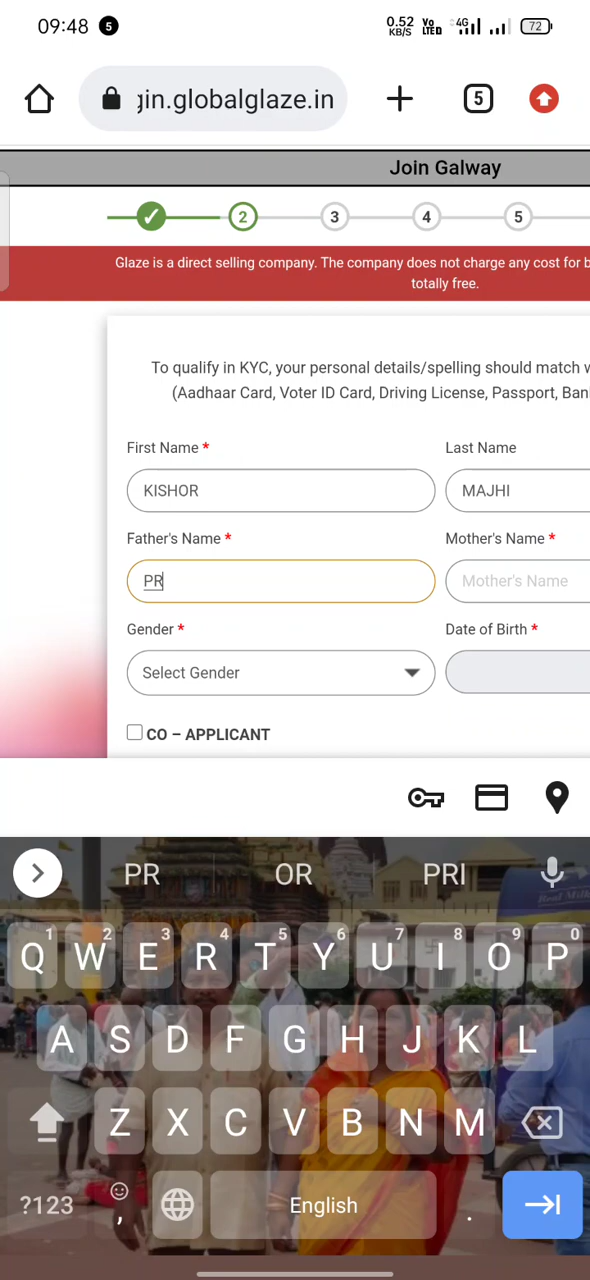 09:48 5 0.52 KB/S Vo LTE D 4G 72
gin.globalglaze.in 5
Join Galway
2 3 4 5
Glaze is a direct selling company. The company does not charge any cost for b
totally free.
To qualify in KYC, your personal details/spelling should match w
(Aadhaar Card, Voter ID Card, Driving License, Passport, Ban
First Name * Last Name
KISHOR MAJHI
Father's Name * Mother's Name *
PR Mother's Name
Gender * Date of Birth *
Select Gender
CO – APPLICANT
PR OR PRI
1 2 3 4 5 6 7 8 9 0
Q W E R T Y U I O P
A S D F G H J K L
Z X C V B N M
?123 , English .